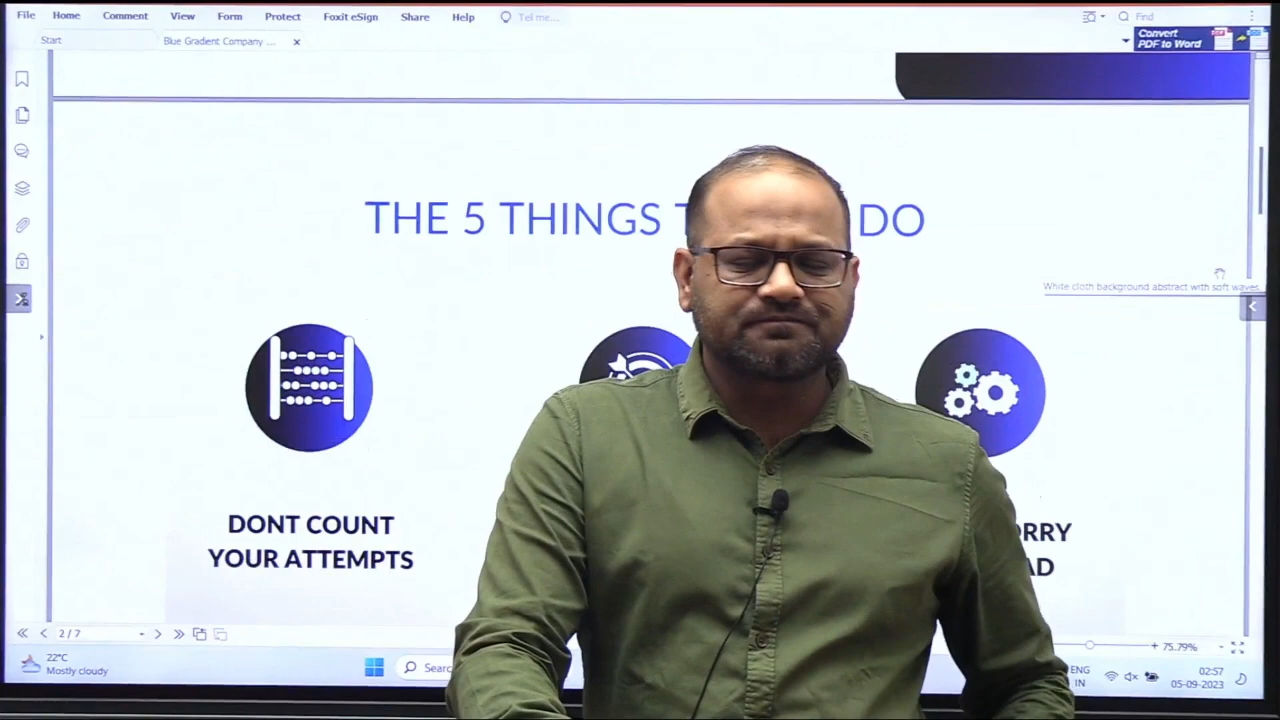 File Home Comment View Form Protect Foxit eSign Share Help Tell me... Find
Start Blue Gradient Company ... Convert
PDF to Word
THE 5 THINGS DO
White cloth background abstract with soft waves
DONT COUNT
YOUR ATTEMPTS
2 / 7
75.79%
22°C
Mostly cloudy
ENG
IN
02:57
05-09-2023